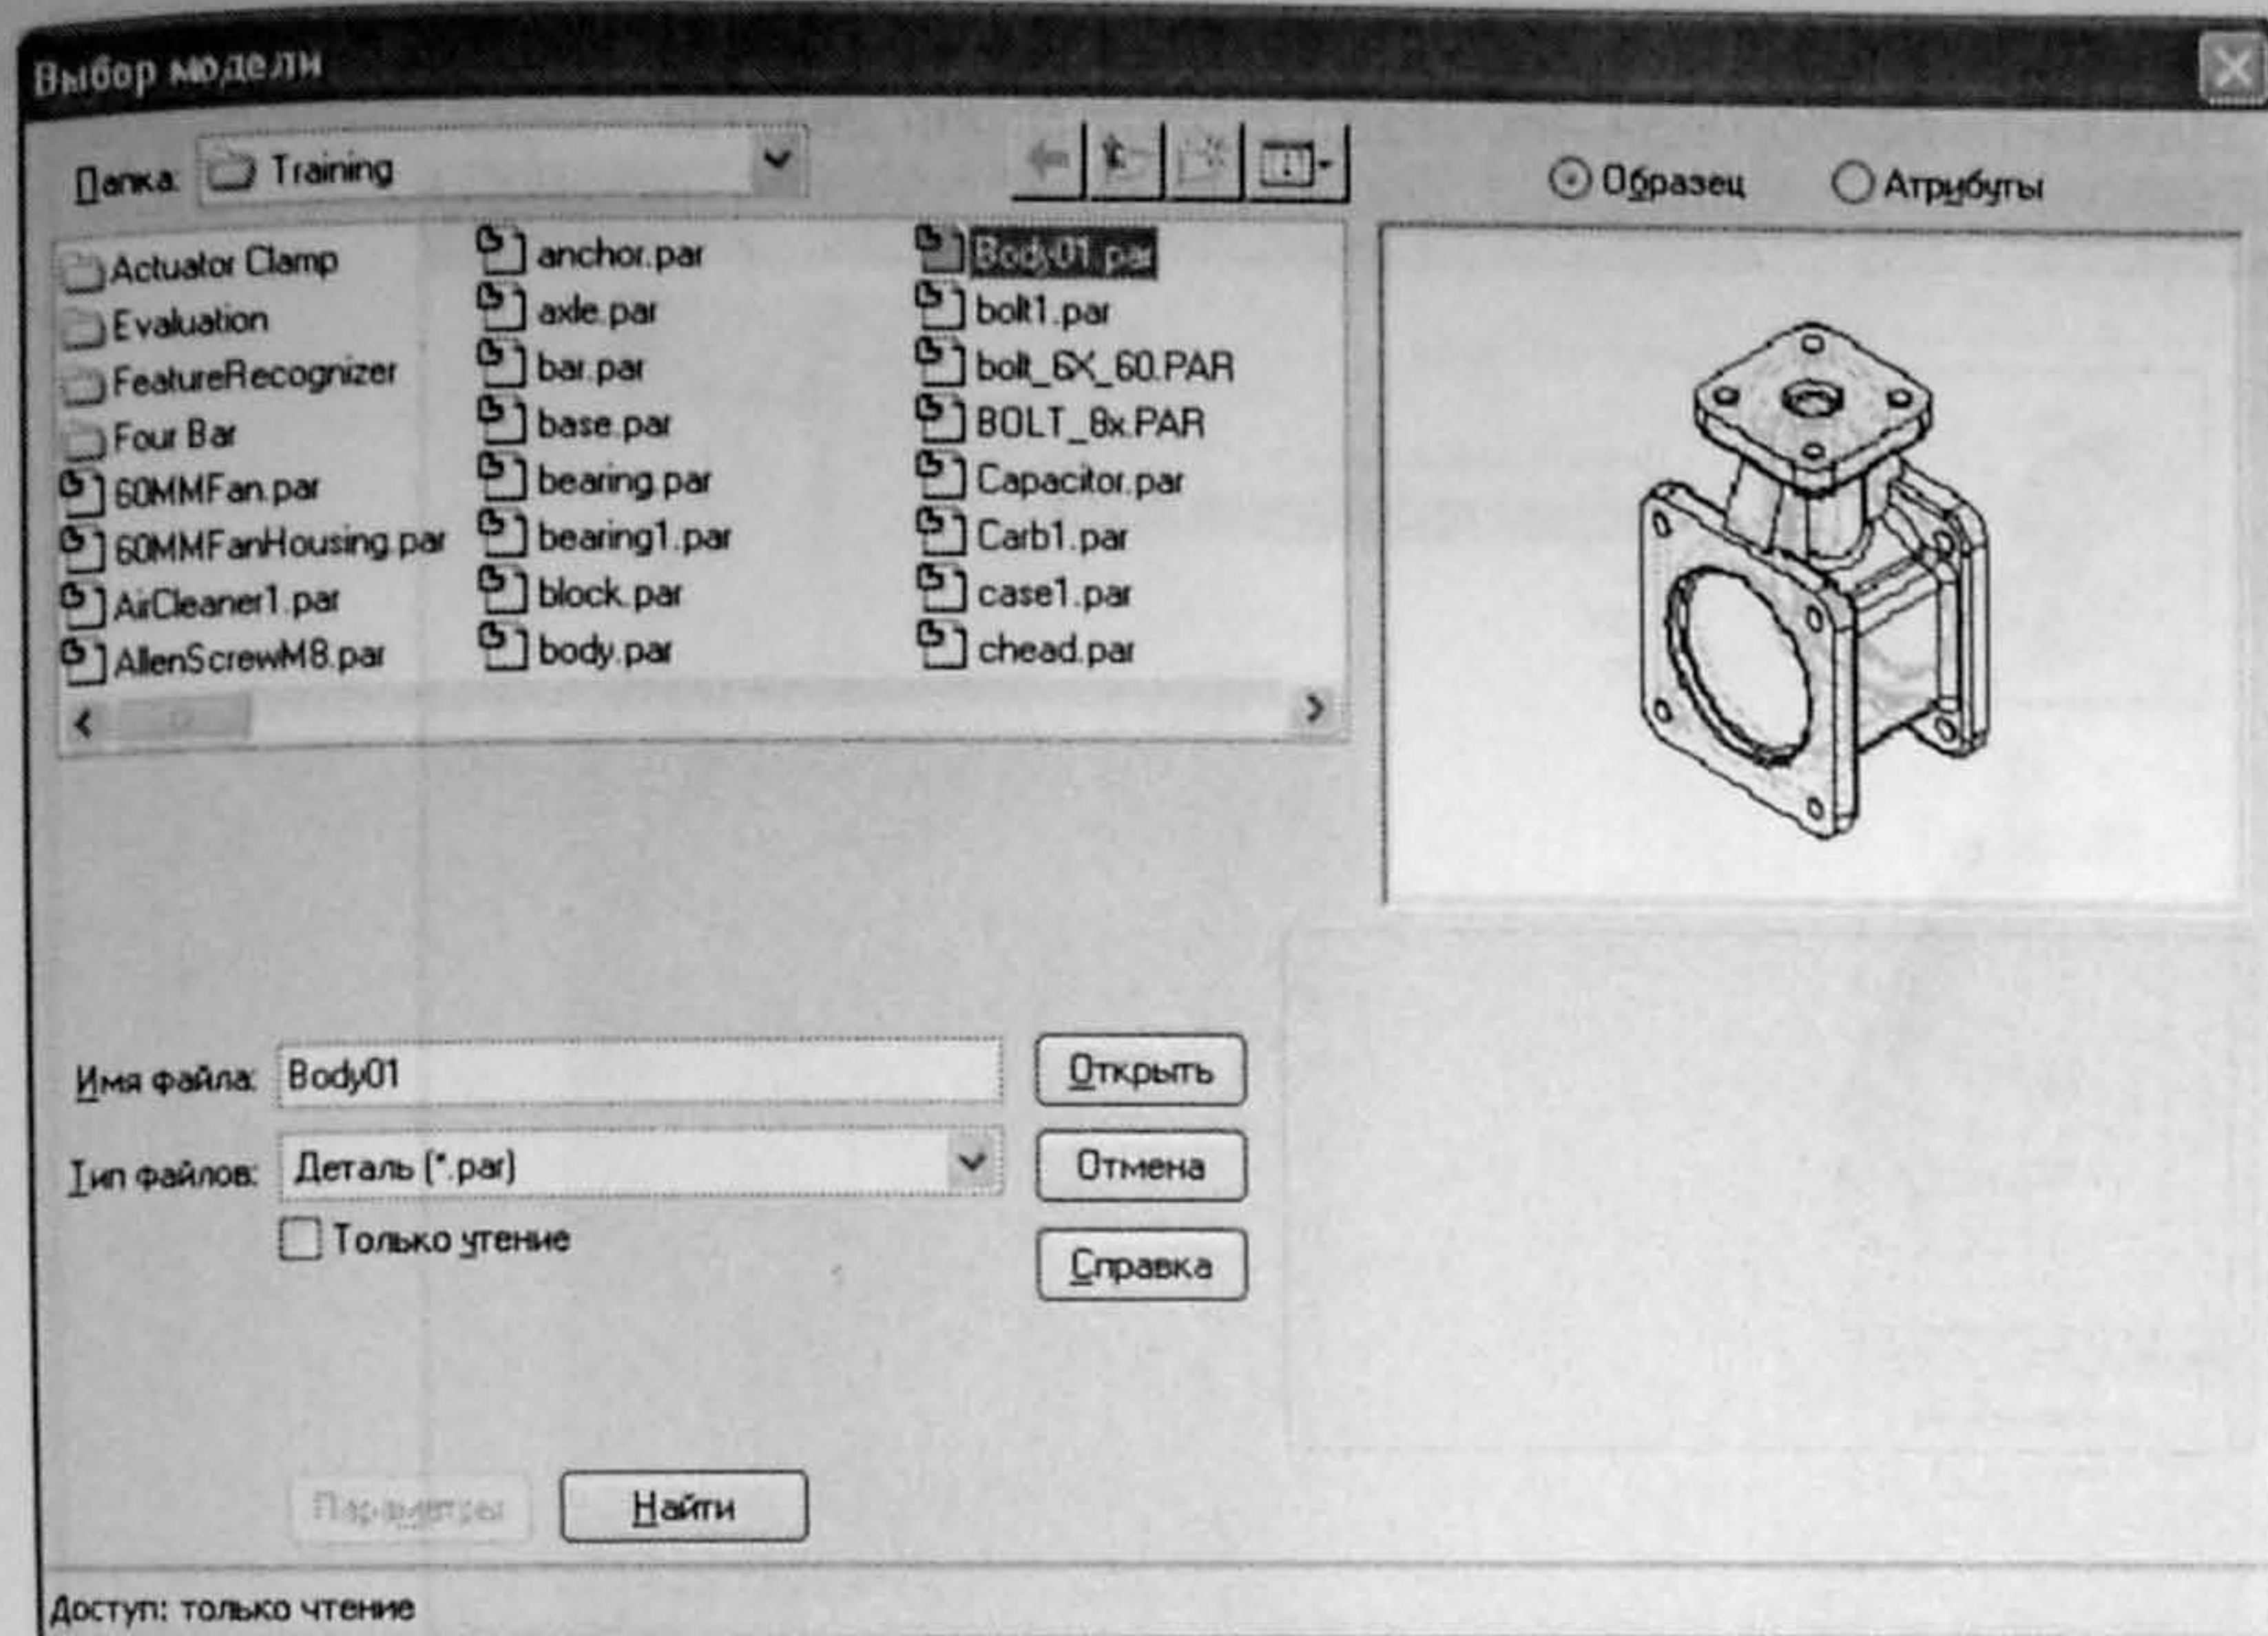 Выбор модели
Папка: Training
Образец Атрибуты
Actuator Clamp
Evaluation
FeatureRecognizer
Four Bar
60MMFan.par
60MMFanHousing.par
AirCleaner1.par
AllenScrewM8.par
anchor.par
axle.par
bar.par
base.par
bearing.par
bearing1.par
block.par
body.par
Body01.par
bolt1.par
bolt_6X_60.PAR
BOLT_8x.PAR
Capacitor.par
Carb1.par
case1.par
chead.par
Имя файла: Body01
Открыть
Тип файлов: Деталь (*.par)
Отмена
Только чтение
Справка
Параметры Найти
Доступ: только чтение